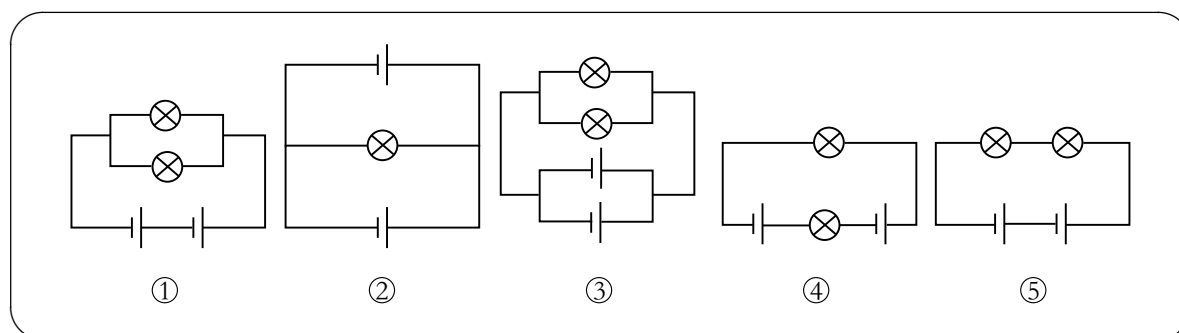 ① ② ③ ④ ⑤